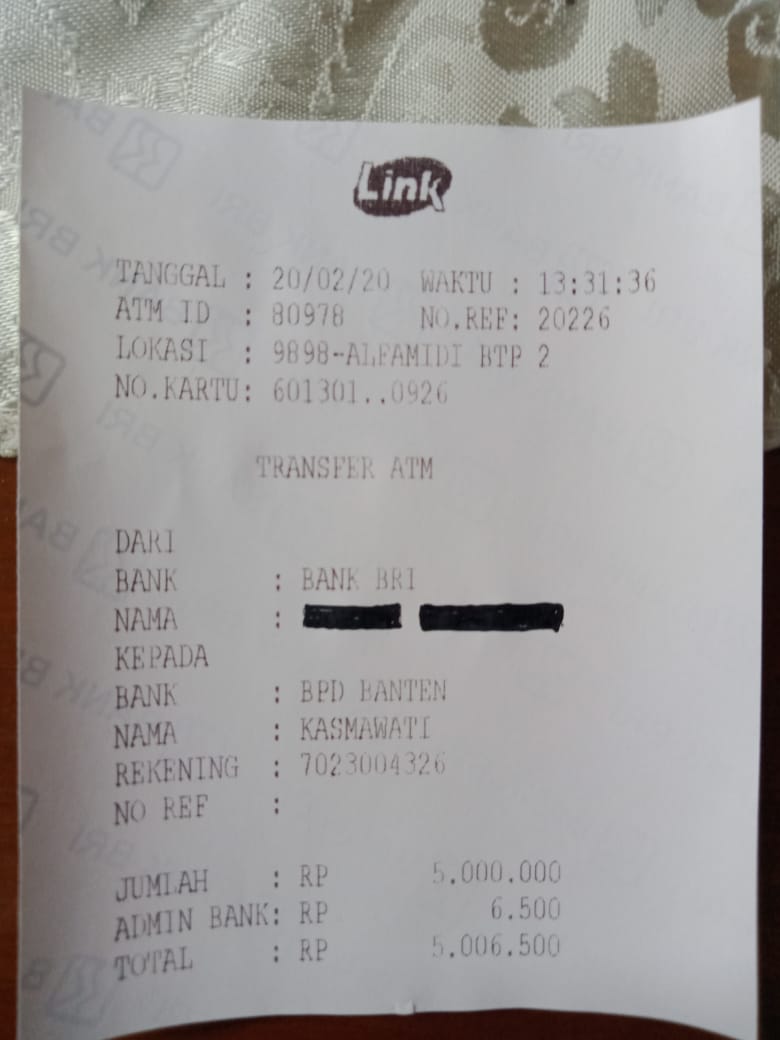 Link
TANGGAL : 20/02/20 WAKTU : 13:31:36
ATM ID : 80978 NO.REF: 20226
LOKASI : 9898-ALFAMIDI BTP 2
NO.KARTU: 601301..0926
TRANSFER ATM
DARI
BANK : BANK BRI
NAMA :
KEPADA
BANK : BPD BANTEN
NAMA : KASMAWATI
REKENING : 7023004326
NO REF :
JUMLAH : RP 5.000.000
ADMIN BANK: RP 6.500
TOTAL : RP 5.006.500